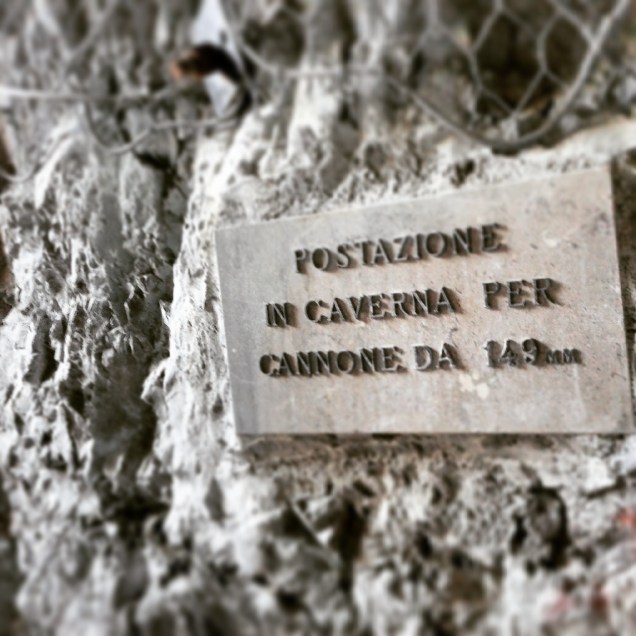 POSTAZIONE
IN CAVERNA PER
CANNONE DA 149MM